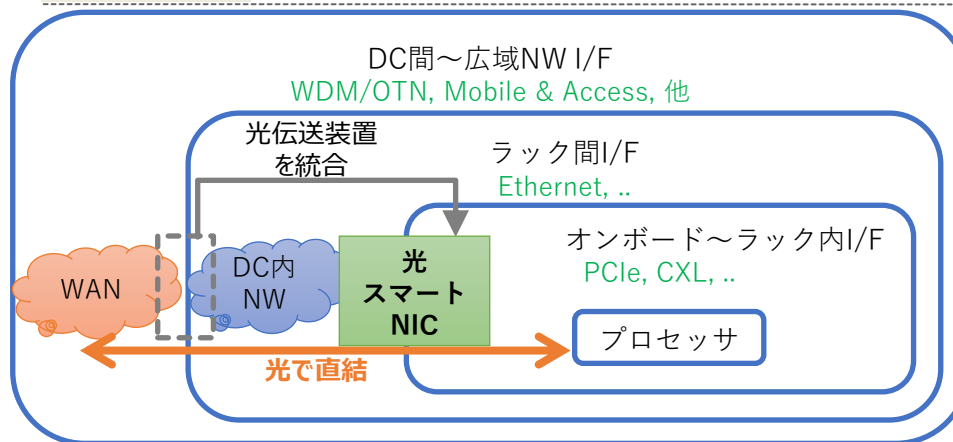 DC間～広域NW I/F
WDM/OTN, Mobile & Access, 他
光伝送装置
を統合
ラック間I/F
Ethernet, ..
オンボード～ラック内I/F
PCIe, CXL, ..
WAN
DC内
NW
光
スマート
NIC
プロセッサ
光で直結